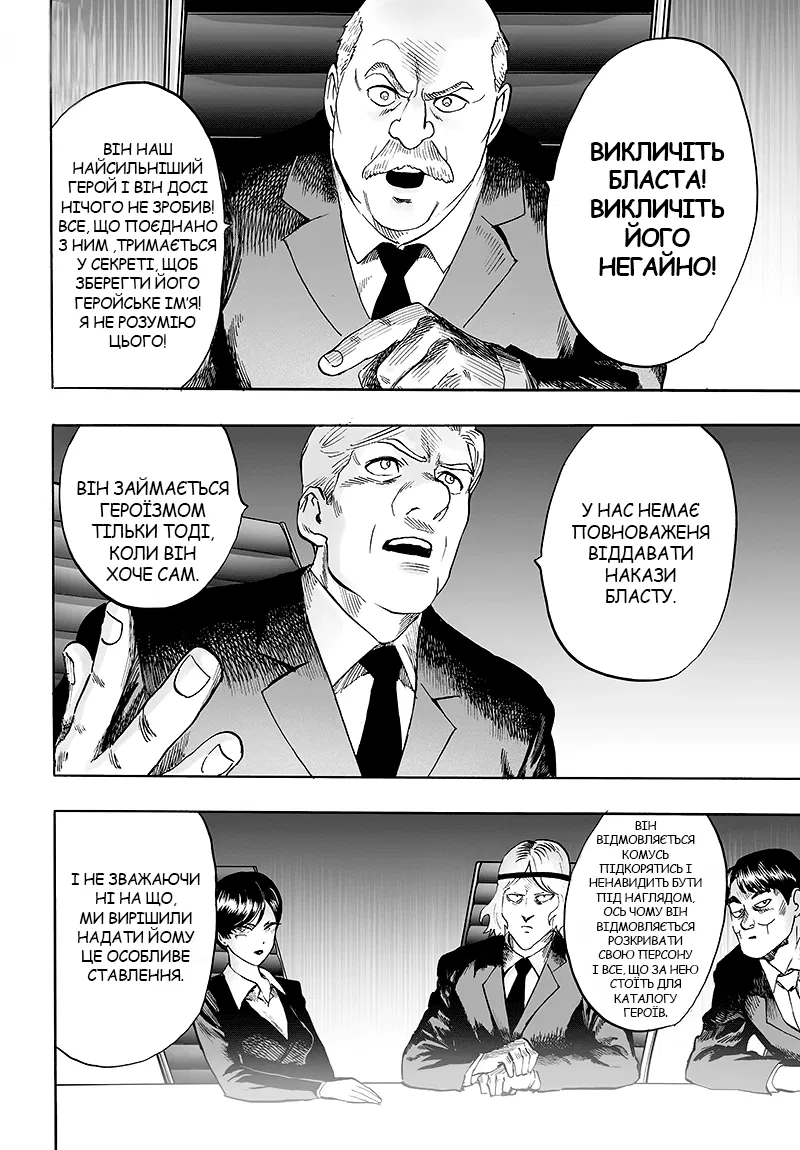 ВИКЛИЧІТЬ
БЛАСТА!
ВИКЛИЧІТЬ
ЙОГО
НЕГАЙНО!
ВІН НАШ
НАЙСИЛЬНІШИЙ
ГЕРОЙ І ВІН ДОСІ
НІЧОГО НЕ ЗРОБИВ!
ВСЕ, ЩО ПОЄДНАНО
З НИМ ,ТРИМАЄТЬСЯ
У СЕКРЕТІ, ЩОБ
ЗБЕРЕГТИ ЙОГО
ГЕРОЙСЬКЕ ІМ'Я!
Я НЕ РОЗУМІЮ
ЦЬОГО!
У НАС НЕМАЄ
ПОВНОВАЖЕНЯ
ВІДДАВАТИ
НАКАЗИ
БЛАСТУ.
ВІН ЗАЙМАЄТЬСЯ
ГЕРОЇЗМОМ
ТІЛЬКИ ТОДІ,
КОЛИ ВІН
ХОЧЕ САМ.
ВІН
ВІДМОВЛЯЄТЬСЯ
КОМУСЬ
ПІДКОРЯТИСЬ І
НЕНАВИДИТЬ БУТИ
ПІД НАГЛЯДОМ,
ОСЬ ЧОМУ ВІН
ВІДМОВЛЯЄТЬСЯ
РОЗКРИВАТИ
СВОЮ ПЕРСОНУ
І ВСЕ, ЩО ЗА НЕЮ
СТОЇТЬ ДЛЯ
КАТАЛОГУ
ГЕРОЇВ.
І НЕ ЗВАЖАЮЧИ
НІ НА ЩО,
МИ ВИРІШИЛИ
НАДАТИ ЙОМУ
ЦЕ ОСОБЛИВЕ
СТАВЛЕННЯ.